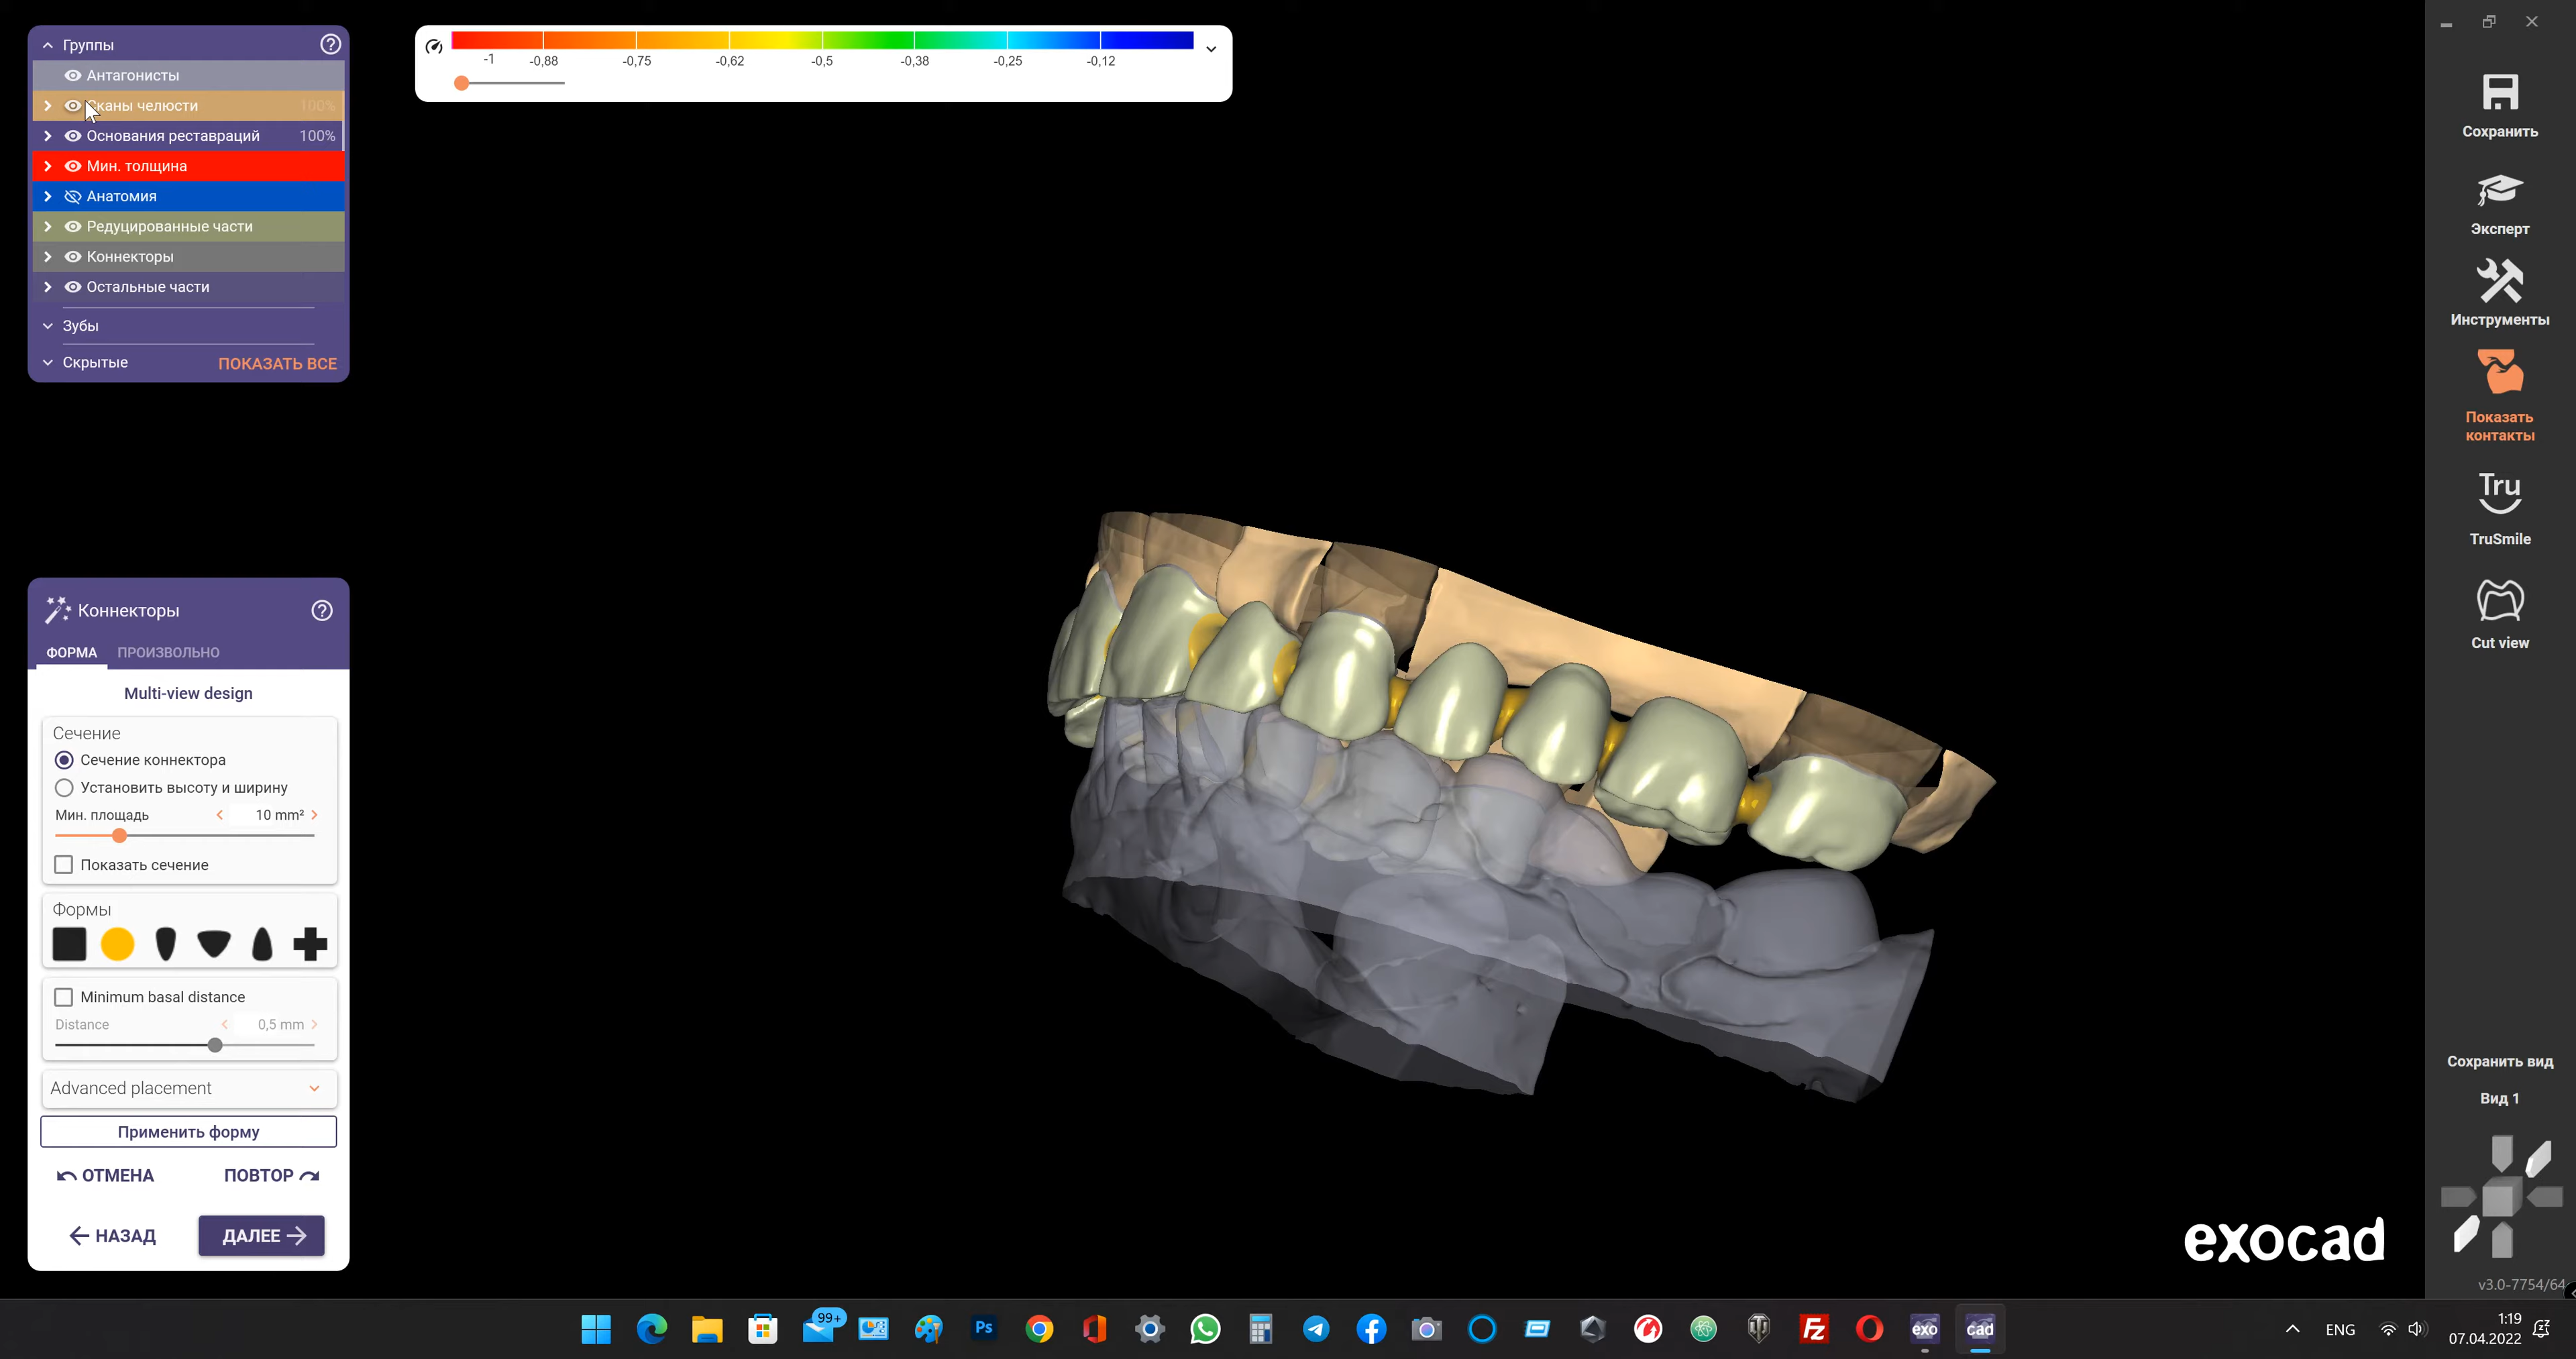 Группы
Антагонисты
Сканы челюсти 100%
Основания реставраций 100%
Мин. толщина
Анатомия
Редуцированные части
Коннекторы
Остальные части
Зубы
Скрытые ПОКАЗАТЬ ВСЕ
-1 -0,88 -0,75 -0,62 -0,5 -0,38 -0,25 -0,12
Коннекторы
ФОРМА ПРОИЗВОЛЬНО
Multi-view design
Сечение
Сечение коннектора
Установить высоту и ширину
Мин. площадь 10 mm²
Показать сечение
Формы
Minimum basal distance
Distance 0,5 mm
Advanced placement
Применить форму
ОТМЕНА ПОВТОР
НАЗАД ДАЛЕЕ
Сохранить
Эксперт
Инструменты
Показать
контакты
Tru
TruSmile
Cut view
Сохранить вид
Вид 1
exocad
v3.0-7754/64
99+
Ps
Fz
exo
cad
ENG
1:19
07.04.2022